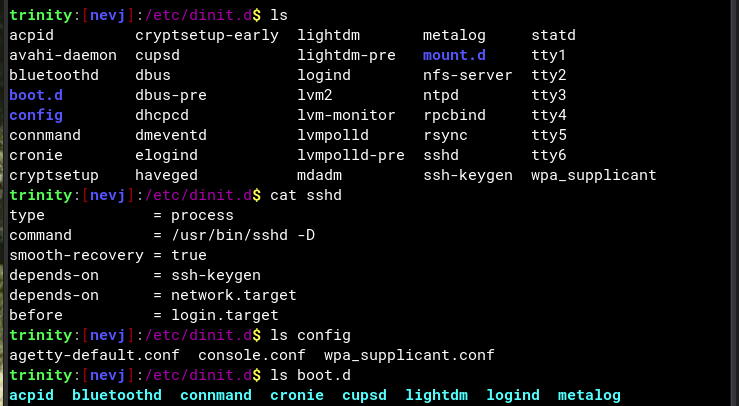 trinity:[nevj]:/etc/dinit.d$ ls
acpid cryptsetup-early lightdm metalog statd
avahi-daemon cupsd lightdm-pre mount.d tty1
bluetoothd dbus logind nfs-server tty2
boot.d dbus-pre lvm2 ntpd tty3
config dhcpcd lvm-monitor rpcbind tty4
connmand dmeventd lvmpolld rsync tty5
cronie elogind lvmpolld-pre sshd tty6
cryptsetup haveged mdadm ssh-keygen wpa_supplicant
trinity:[nevj]:/etc/dinit.d$ cat sshd
type = process
command = /usr/bin/sshd -D
smooth-recovery = true
depends-on = ssh-keygen
depends-on = network.target
before = login.target
trinity:[nevj]:/etc/dinit.d$ ls config
agetty-default.conf console.conf wpa_supplicant.conf
trinity:[nevj]:/etc/dinit.d$ ls boot.d
acpid bluetoothd connmand cronie cupsd lightdm logind metalog